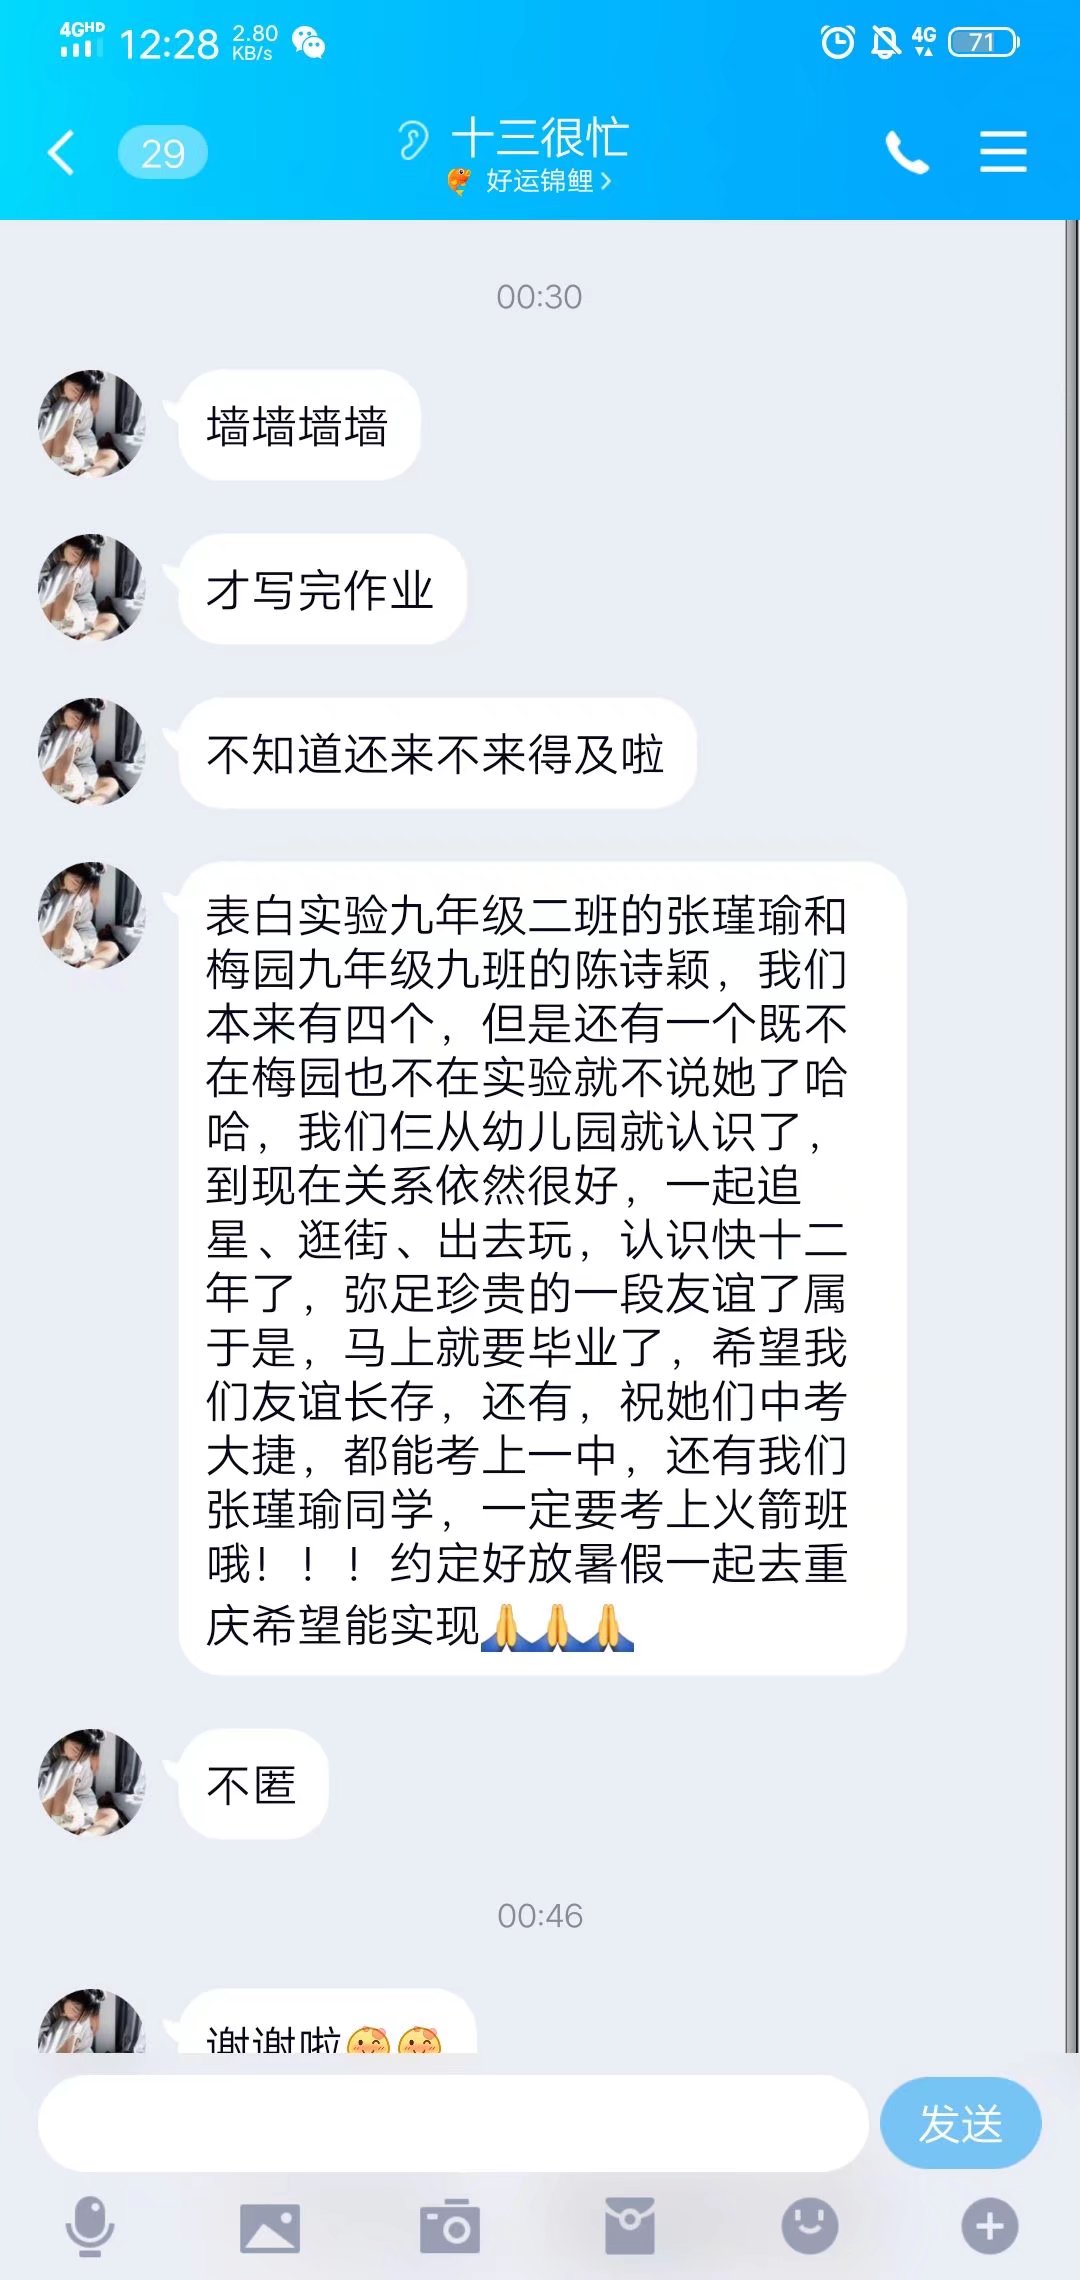 4GHD 12:28 2.80 KB/s 4G 71
29 十三很忙
好运锦鲤
00:30
墙墙墙墙
才写完作业
不知道还来不来得及啦
表白实验九年级二班的张瑾瑜和
梅园九年级九班的陈诗颖，我们
本来有四个，但是还有一个既不
在梅园也不在实验就不说她了哈
哈，我们仨从幼儿园就认识了，
到现在关系依然很好，一起追
星、逛街、出去玩，认识快十二
年了，弥足珍贵的一段友谊了属
于是，马上就要毕业了，希望我
们友谊长存，还有，祝她们中考
大捷，都能考上一中，还有我们
张瑾瑜同学，一定要考上火箭班
哦！！！约定好放暑假一起去重
庆希望能实现🙏🙏🙏
不匿
00:46
谢谢啦
发送